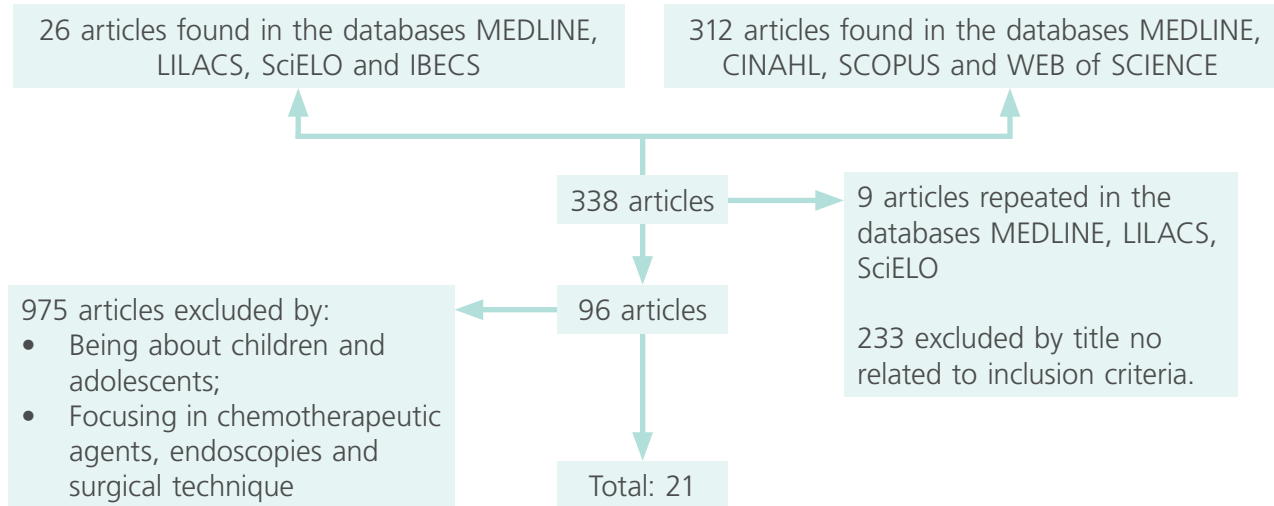 26 articles found in the databases MEDLINE,
LILACS, SciELO and IBECS
312 articles found in the databases MEDLINE,
CINAHL, SCOPUS and WEB of SCIENCE
338 articles
9 articles repeated in the
databases MEDLINE, LILACS,
SciELO
233 excluded by title no
related to inclusion criteria.
96 articles
975 articles excluded by:
• Being about children and
adolescents;
• Focusing in chemotherapeutic
agents, endoscopies and
surgical technique
Total: 21